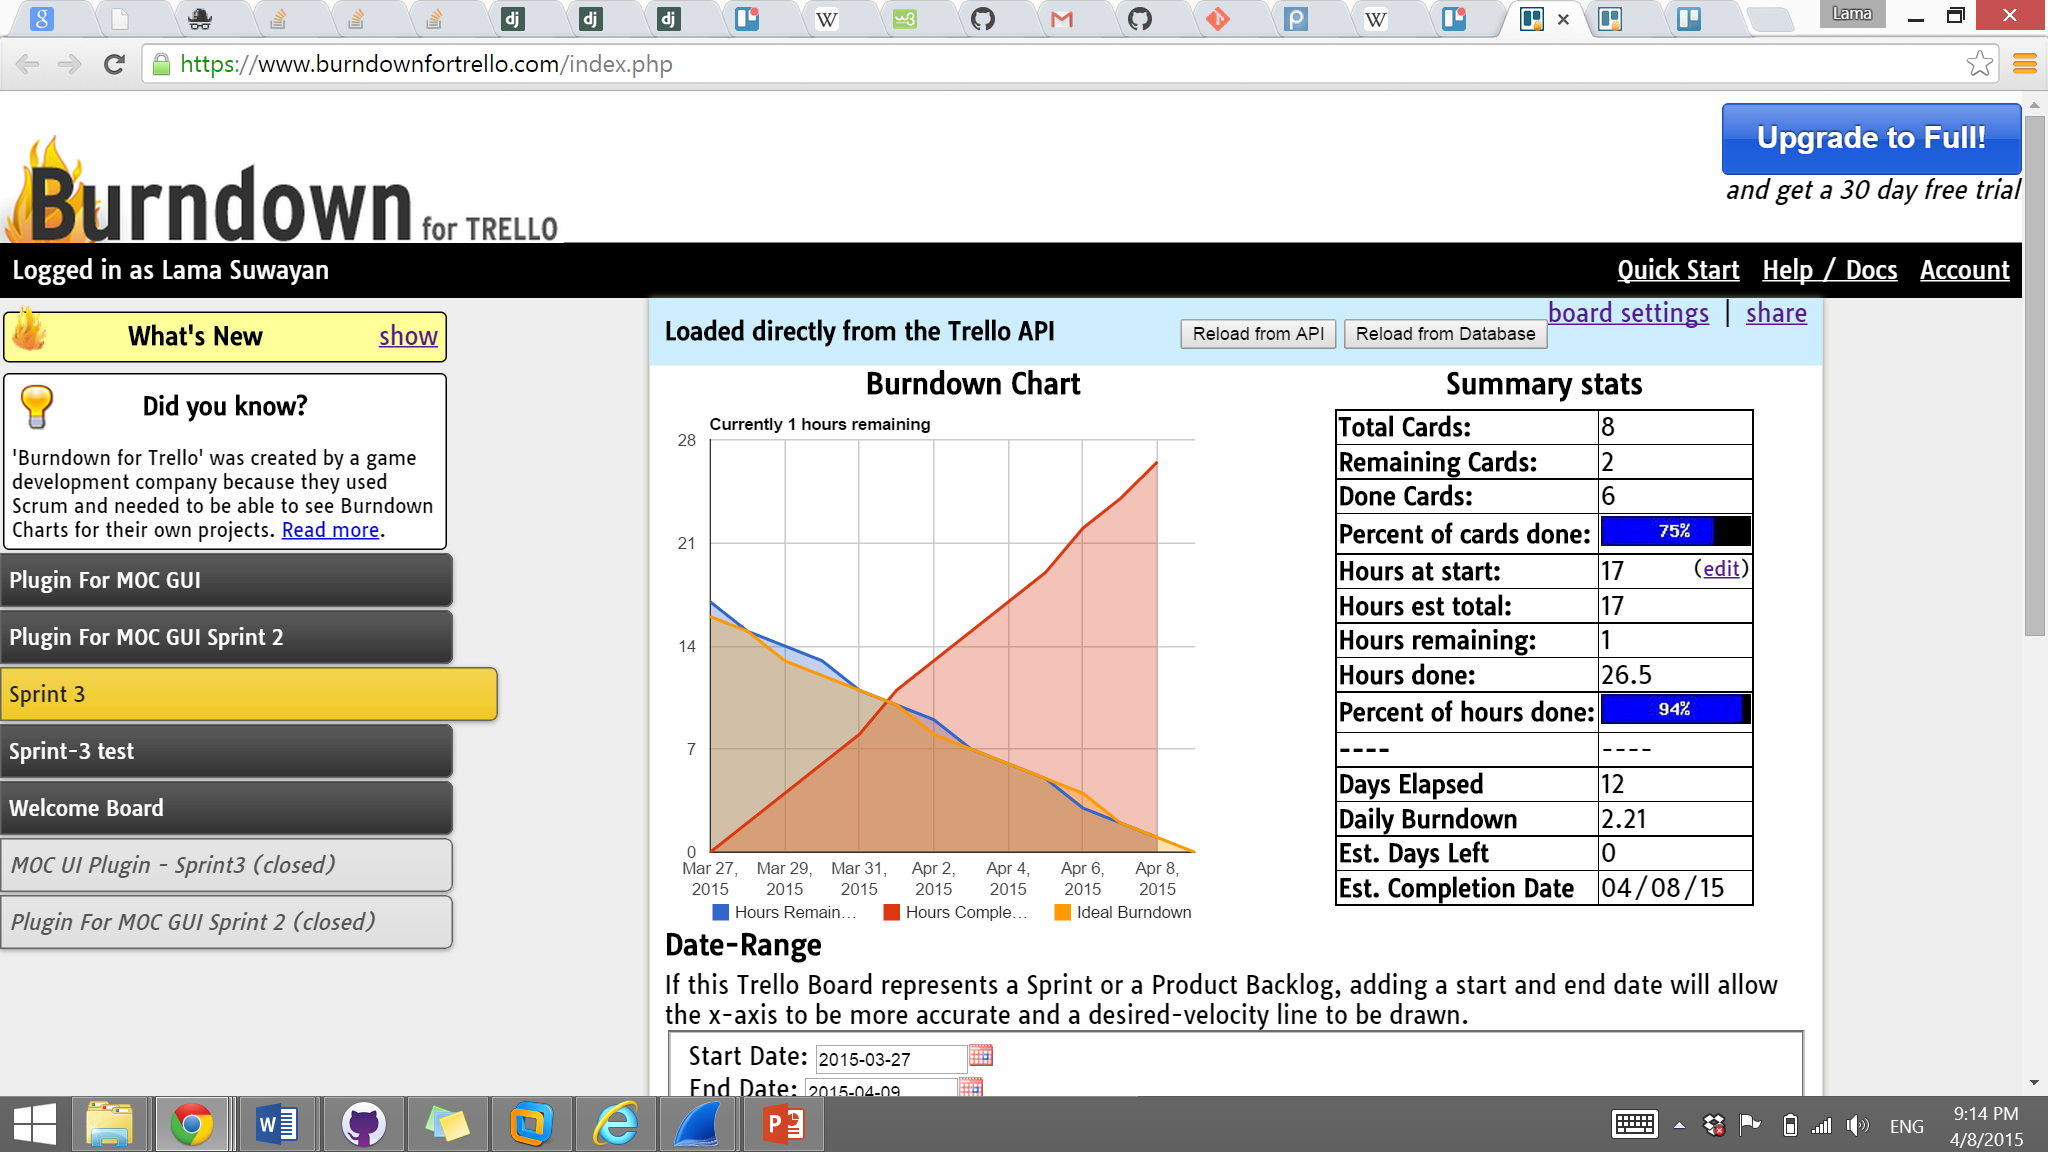 Lama
https://www.burndownfortrello.com/index.php
Upgrade to Full!
and get a 30 day free trial
Burndown for TRELLO
Logged in as Lama Suwayan
Quick Start Help / Docs Account
What's New show
Did you know?
'Burndown for Trello' was created by a game
development company because they used
Scrum and needed to be able to see Burndown
Charts for their own projects. Read more.
Plugin For MOC GUI
Plugin For MOC GUI Sprint 2
Sprint 3
Sprint-3 test
Welcome Board
MOC UI Plugin - Sprint3 (closed)
Plugin For MOC GUI Sprint 2 (closed)
Loaded directly from the Trello API
Reload from API Reload from Database
board settings | share
Burndown Chart
Currently 1 hours remaining
28
21
14
7
0
Mar 27, 2015
Mar 29, 2015
Mar 31, 2015
Apr 2, 2015
Apr 4, 2015
Apr 6, 2015
Apr 8, 2015
Hours Remain... Hours Comple... Ideal Burndown
Summary stats
Total Cards: 8
Remaining Cards: 2
Done Cards: 6
Percent of cards done: 75%
Hours at start: 17 (edit)
Hours est total: 17
Hours remaining: 1
Hours done: 26.5
Percent of hours done: 94%
---- ----
Days Elapsed 12
Daily Burndown 2.21
Est. Days Left 0
Est. Completion Date 04/08/15
Date-Range
If this Trello Board represents a Sprint or a Product Backlog, adding a start and end date will allow
the x-axis to be more accurate and a desired-velocity line to be drawn.
Start Date: 2015-03-27
End Date: 2015-04-09
ENG
9:14 PM
4/8/2015